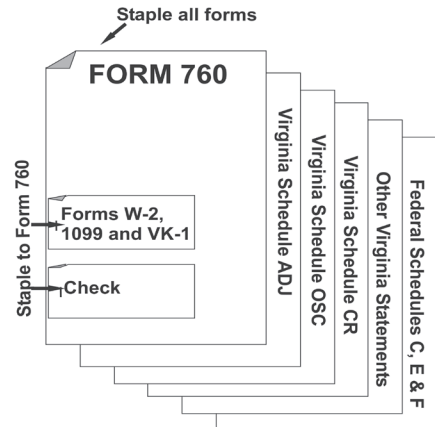 Staple all forms
FORM 760
Staple to Form 760
Forms W-2,
1099 and VK-1
Check
Virginia Schedule ADJ
Virginia Schedule OSC
Virginia Schedule CR
Other Virginia Statements
Federal Schedules C, E & F